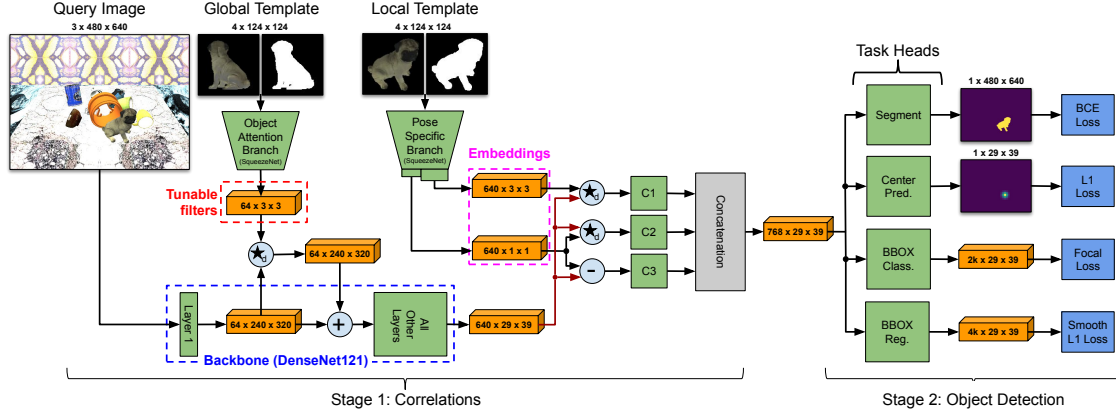 Query Image
3 x 480 x 640
Global Template
4 x 124 x 124
Local Template
4 x 124 x 124
Object
Attention
Branch
(SqueezeNet)
Pose
Specific
Branch
(SqueezeNet)
Tunable
filters
64 x 3 x 3
d
64 x 240 x 320
Layer 1
64 x 240 x 320
+
All
Other
Layers
Backbone (DenseNet121)
Embeddings
640 x 3 x 3
640 x 1 x 1
640 x 29 x 39
d
d
-
C1
C2
C3
Concatenation
768 x 29 x 39
Task Heads
Segment
1 x 480 x 640
BCE
Loss
Center
Pred.
1 x 29 x 39
L1
Loss
BBOX
Class.
2k x 29 x 39
Focal
Loss
BBOX
Reg.
4k x 29 x 39
Smooth
L1 Loss
Stage 1: Correlations
Stage 2: Object Detection